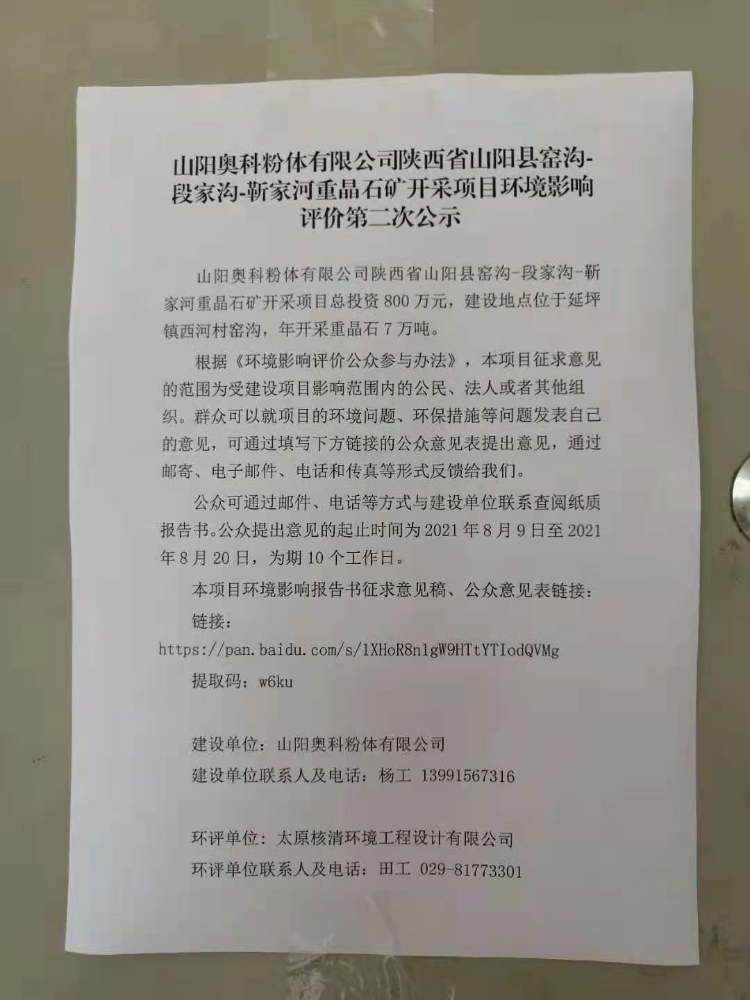 山阳奥科粉体有限公司陕西省山阳县窑沟-
段家沟-靳家河重晶石矿开采项目环境影响
评价第二次公示
山阳奥科粉体有限公司陕西省山阳县窑沟-段家沟-靳
家河重晶石矿开采项目总投资 800 万元，建设地点位于延坪
镇西河村窑沟，年开采重晶石 7 万吨。
根据《环境影响评价公众参与办法》，本项目征求意见
的范围为受建设项目影响范围内的公民、法人或者其他组
织。群众可以就项目的环境问题、环保措施等问题发表自己
的意见，可通过填写下方链接的公众意见表提出意见，通过
邮寄、电子邮件、电话和传真等形式反馈给我们。
公众可通过邮件、电话等方式与建设单位联系查阅纸质
报告书。公众提出意见的起止时间为 2021 年 8 月 9 日至 2021
年 8 月 20 日，为期 10 个工作日。
本项目环境影响报告书征求意见稿、公众意见表链接：
链接：
https://pan.baidu.com/s/1XHoR8n1gW9HTtYTIodQVMg
提取码：w6ku
建设单位：山阳奥科粉体有限公司
建设单位联系人及电话：杨工 13991567316
环评单位：太原核清环境工程设计有限公司
环评单位联系人及电话：田工 029-81773301